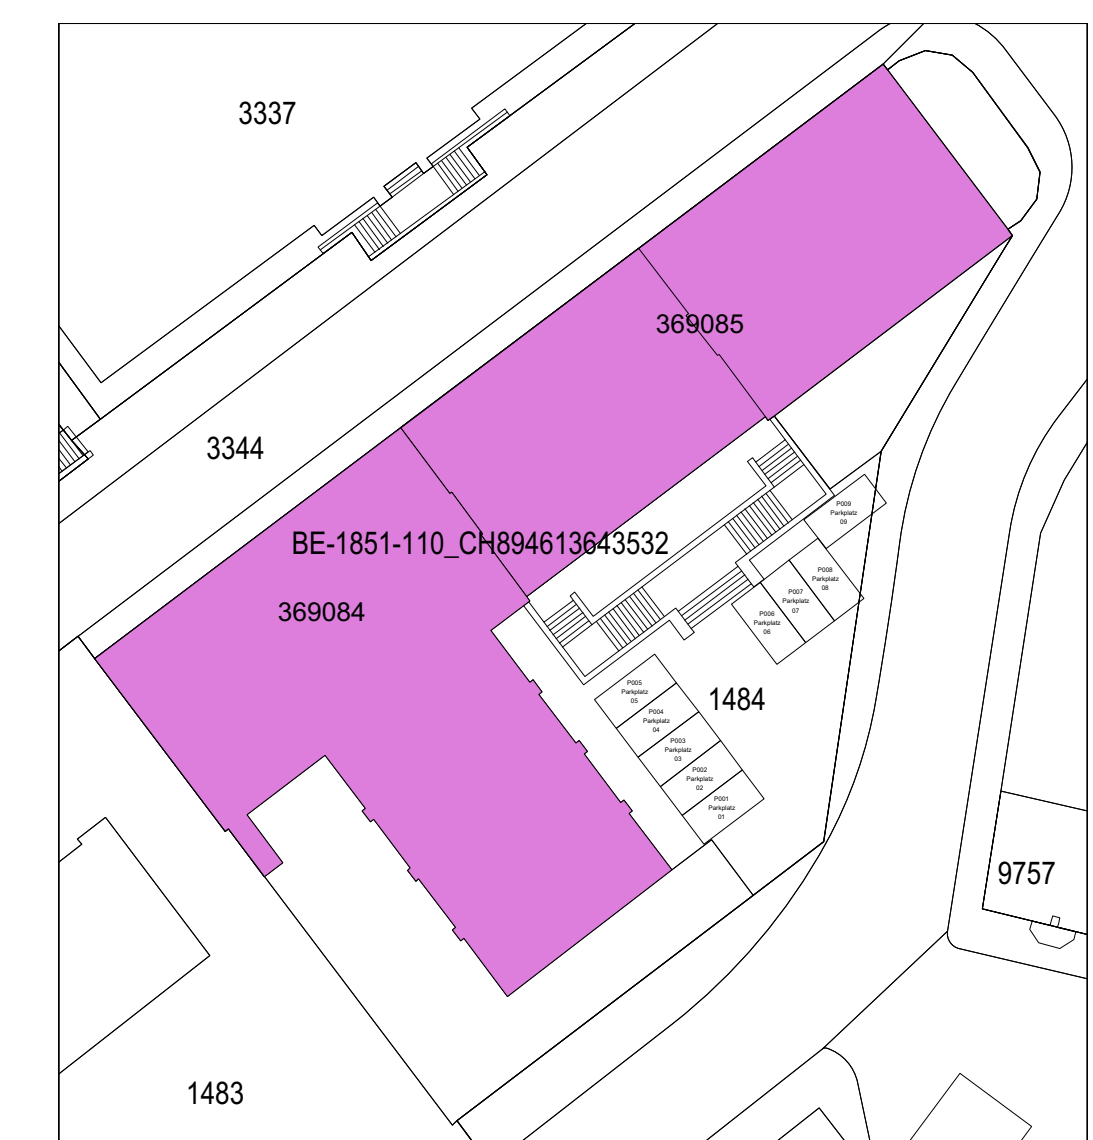 3337
369085
3344
BE-1851-110_CH894613643532
369084
P009
Parkplatz
09
P008
Parkplatz
08
P007
Parkplatz
07
P006
Parkplatz
06
P005
Parkplatz
05
P004
Parkplatz
04
P003
Parkplatz
03
P002
Parkplatz
02
P001
Parkplatz
01
1484
9757
1483